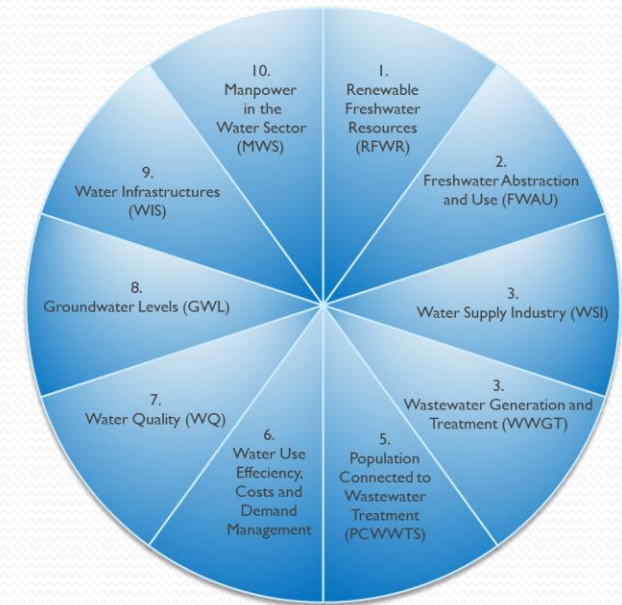 1.
Renewable
Freshwater
Resources
(RFWR)
2.
Freshwater Abstraction
and Use (FWAU)
3.
Water Supply Industry (WSI)
3.
Wastewater Generation and
Treatment (WWGT)
5.
Population
Connected to
Wastewater
Treatment
(PCWWTS)
6.
Water Use
Effeciency,
Costs and
Demand
Management
7.
Water Quality (WQ)
8.
Groundwater Levels (GWL)
9.
Water Infrastructures
(WIS)
10.
Manpower
in the
Water Sector
(MWS)